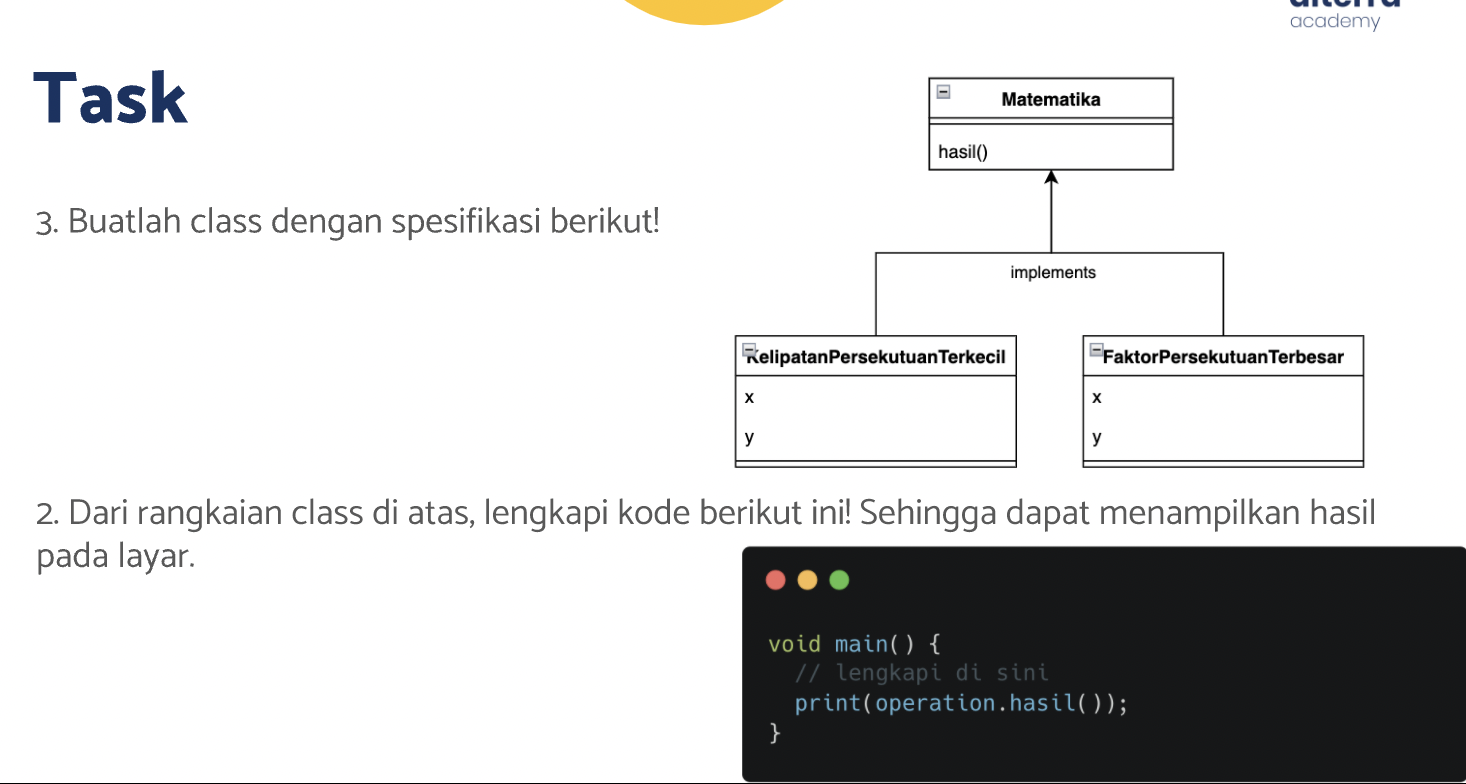 academy
Task
Matematika
hasil()
3. Buatlah class dengan spesifikasi berikut!
implements
KelipatanPersekutuanTerkecil
x
y
FaktorPersekutuanTerbesar
x
y
2. Dari rangkaian class di atas, lengkapi kode berikut ini! Sehingga dapat menampilkan hasil
pada layar.
void main() {
// lengkapi di sini
print(operation.hasil());
}